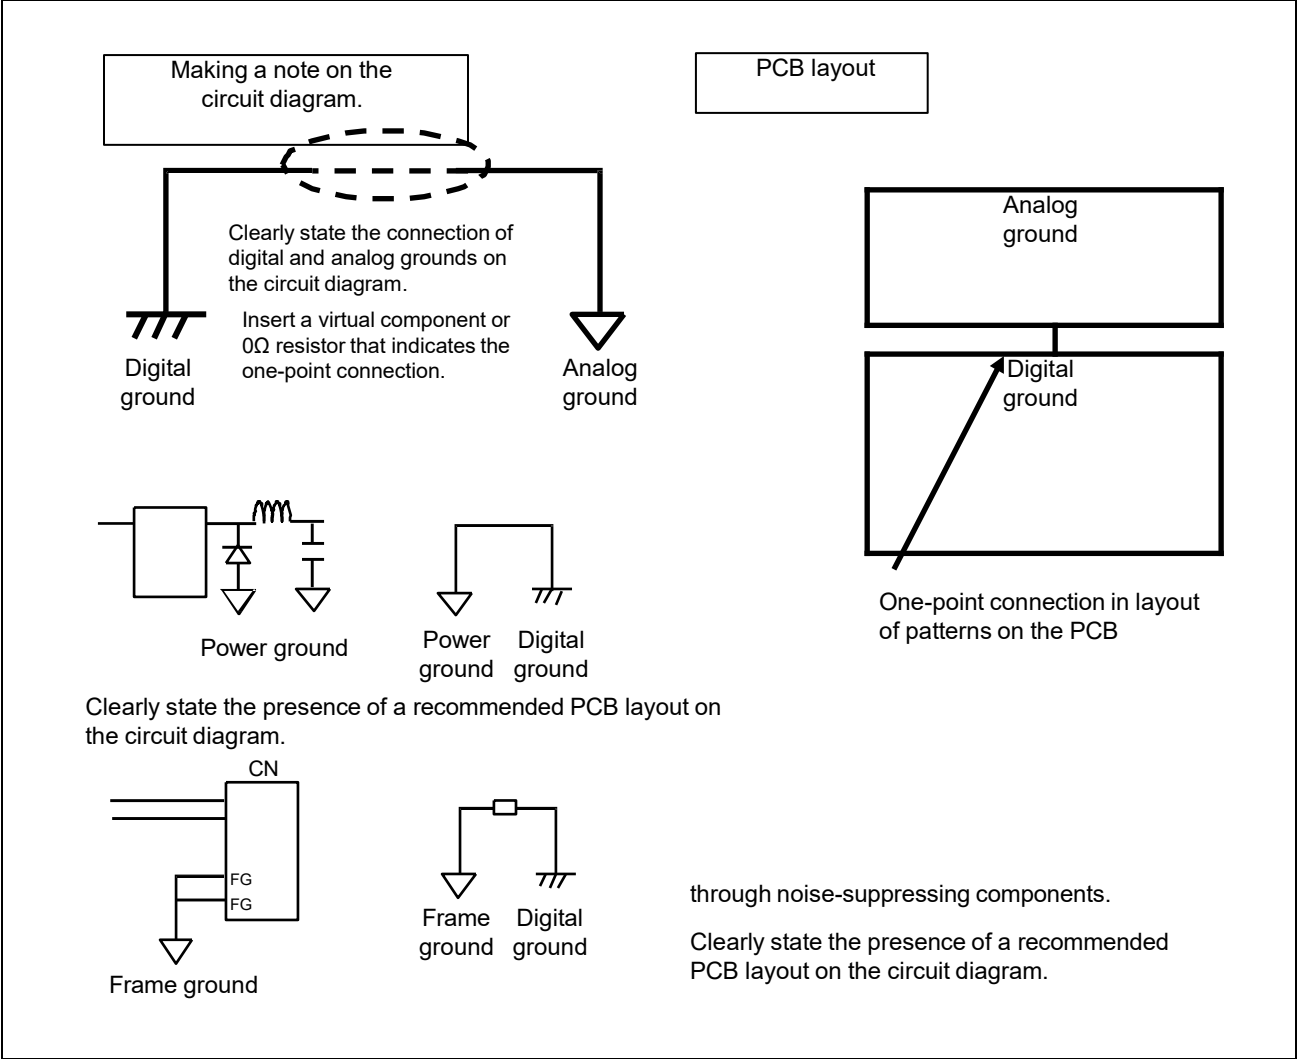 Making a note on the
circuit diagram.
PCB layout
Clearly state the connection of
digital and analog grounds on
the circuit diagram.
Insert a virtual component or
0Ω resistor that indicates the
one-point connection.
Digital
ground
Analog
ground
Analog
ground
Digital
ground
One-point connection in layout
of patterns on the PCB
Power ground
Power
ground
Digital
ground
Clearly state the presence of a recommended PCB layout on
the circuit diagram.
CN
FG
FG
Frame ground
Frame
ground
Digital
ground
through noise-suppressing components.
Clearly state the presence of a recommended
PCB layout on the circuit diagram.